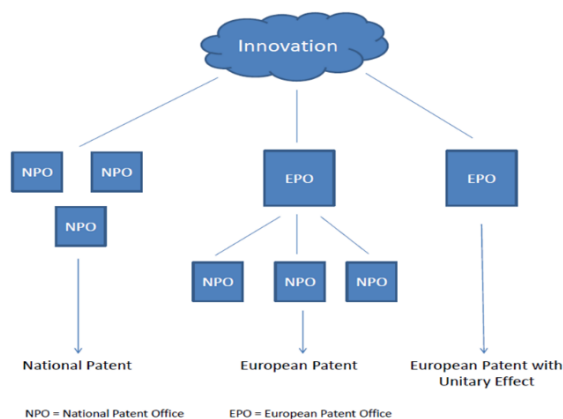 Innovation
NPO
NPO
NPO
EPO
EPO
NPO
NPO
NPO
National Patent
European Patent
European Patent with
Unitary Effect
NPO = National Patent Office
EPO = European Patent Office